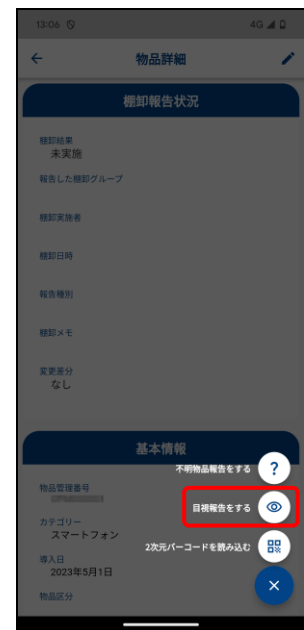 13:06
4G
物品詳細
棚卸報告状況
棚卸結果
未実施
報告した棚卸グループ
棚卸実施者
棚卸日時
報告種別
棚卸メモ
変更差分
なし
基本情報
不明物品報告をする
?
物品管理番号
目視報告をする
カテゴリー
スマートフォン
2次元バーコードを読み込む
導入日
2023年5月1日
物品区分